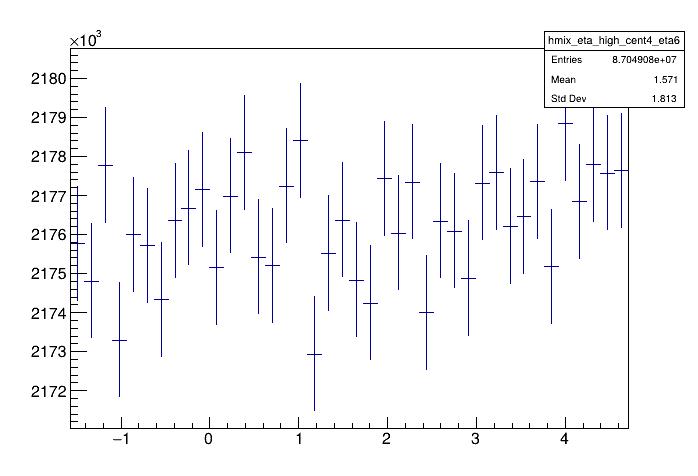 ×10³
hmix_eta_high_cent4_eta6
Entries 8.704908e+07
Mean 1.571
Std Dev 1.813
2180
2179
2178
2177
2176
2175
2174
2173
2172
−1 0 1 2 3 4